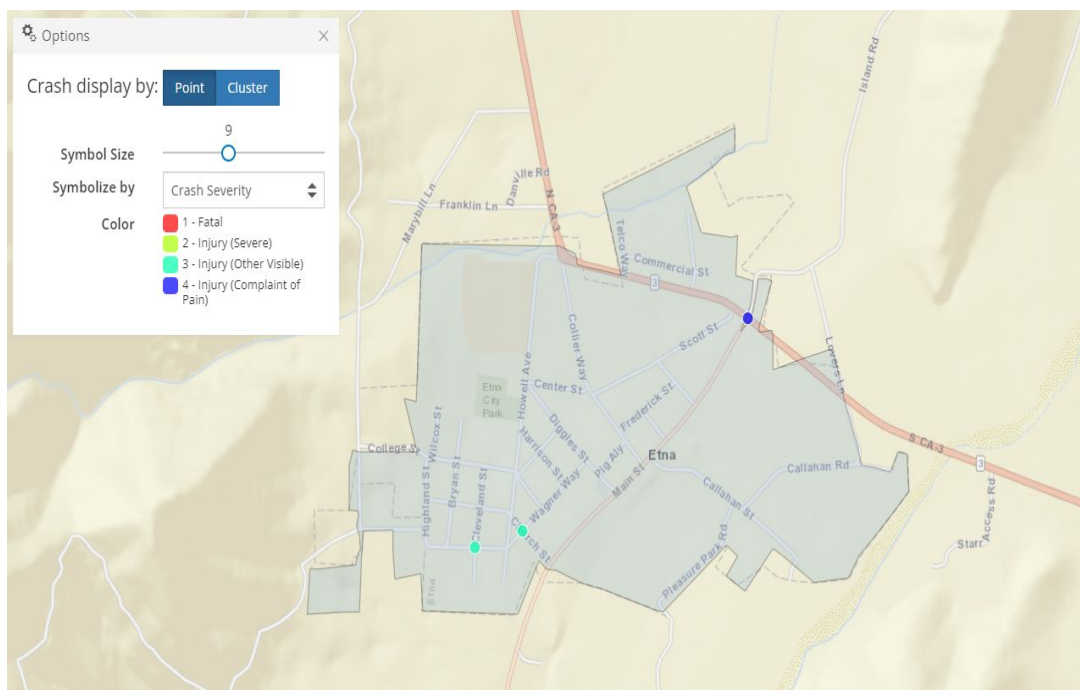 Options
Crash display by:
Point
Cluster
9
Symbol Size
Symbolize by
Crash Severity
Color
1 - Fatal
2 - Injury (Severe)
3 - Injury (Other Visible)
4 - Injury (Complaint of
Pain)
Island Rd
N CA-3
Franklin Ln
Marybill Ln
Telco Way
Commercial St
3
Collier Way
Scott St
Lovers Ln
Howell Ave
Center St
Etna
City
Park
Frederick St
Diggles St
Harrison St
Pig Aly
Wagner Way
Main St
Etna
S CA-3
3
Callahan Rd
Callahan St
Wilcox St
Highland St
Bryan St
Cleveland St
Pleasure Park Rd
Starr
Access Rd
Etna